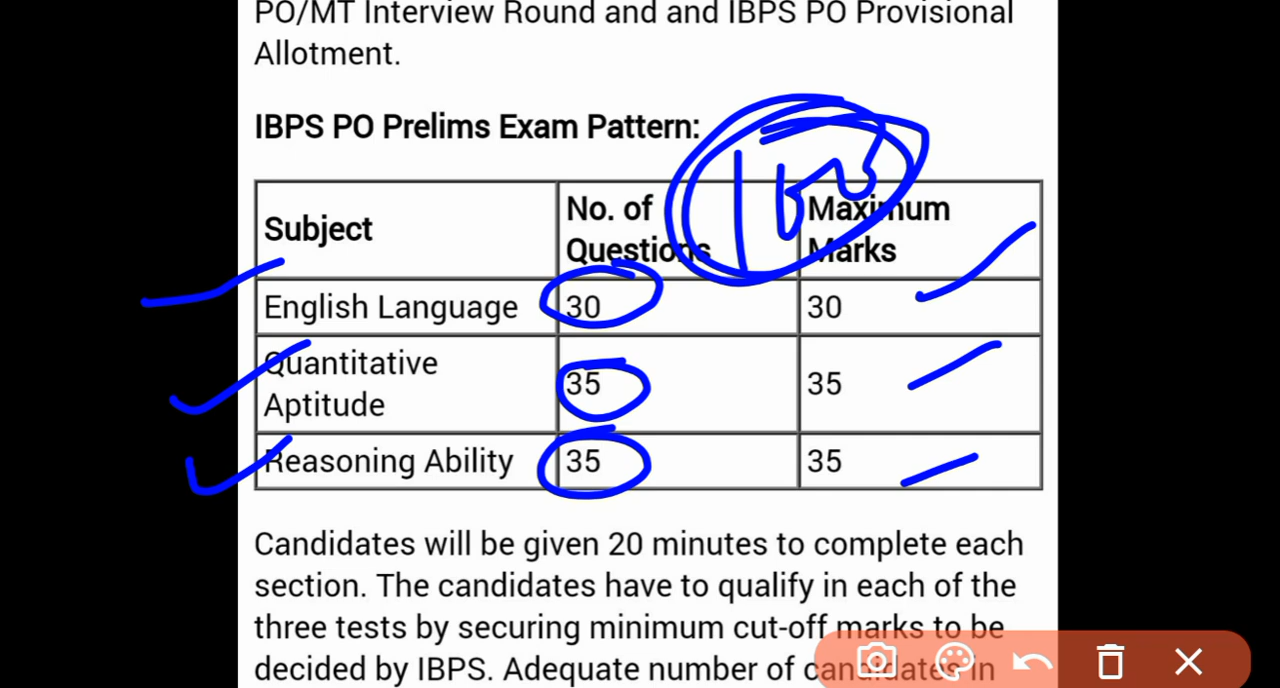 PO/MT Interview Round and and IBPS PO Provisional
Allotment.
IBPS PO Prelims Exam Pattern:
Subject No. of Questions Maximum Marks
English Language 30 30
Quantitative Aptitude 35 35
Reasoning Ability 35 35
Candidates will be given 20 minutes to complete each
section. The candidates have to qualify in each of the
three tests by securing minimum cut-off marks to be
decided by IBPS. Adequate number of candidates in